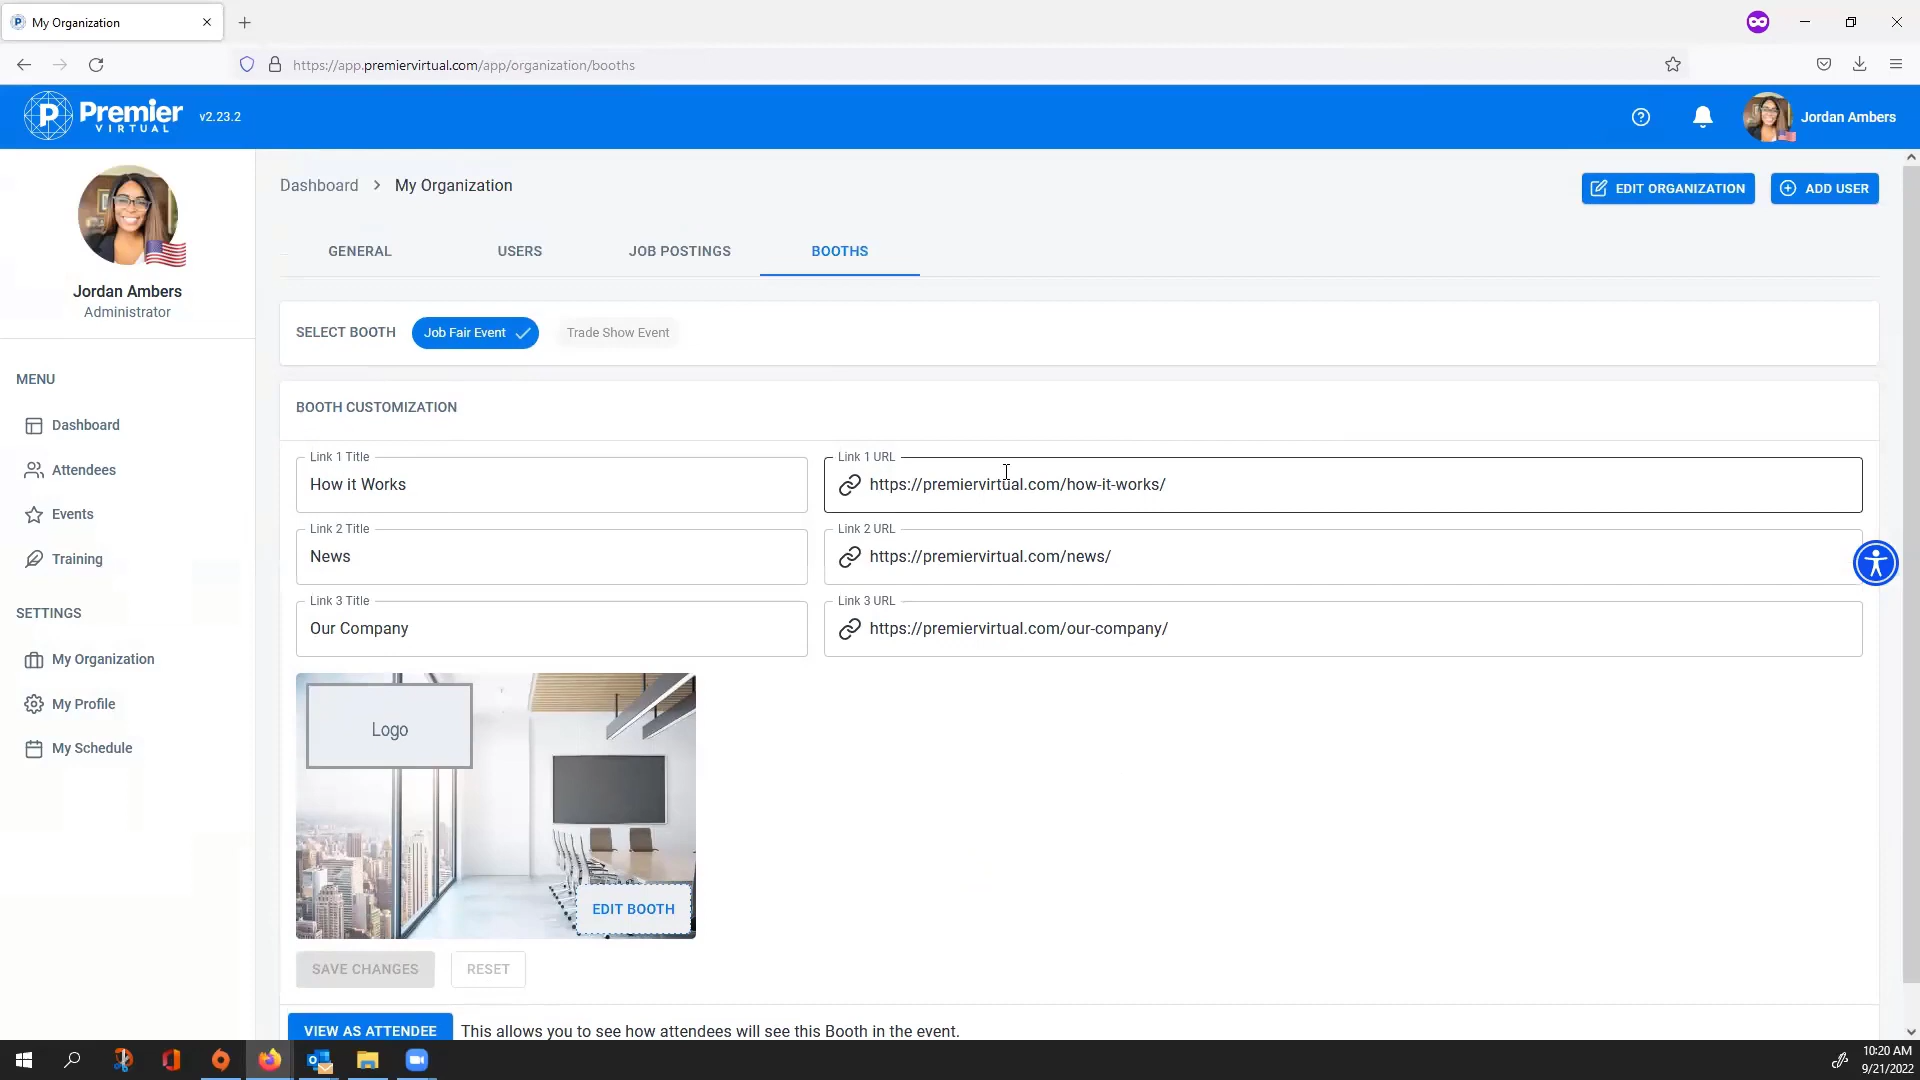 My Organization
https://app.premiervirtual.com/app/organization/booths
P Premier
VIRTUAL
v2.23.2
Jordan Ambers
Jordan Ambers
Administrator
MENU
Dashboard
Attendees
Events
Training
SETTINGS
My Organization
My Profile
My Schedule
Dashboard > My Organization
EDIT ORGANIZATION
ADD USER
GENERAL
USERS
JOB POSTINGS
BOOTHS
SELECT BOOTH
Job Fair Event
Trade Show Event
BOOTH CUSTOMIZATION
Link 1 Title
How it Works
Link 1 URL
https://premiervirtual.com/how-it-works/
Link 2 Title
News
Link 2 URL
https://premiervirtual.com/news/
Link 3 Title
Our Company
Link 3 URL
https://premiervirtual.com/our-company/
Logo
EDIT BOOTH
SAVE CHANGES
RESET
VIEW AS ATTENDEE
This allows you to see how attendees will see this Booth in the event.
10:20 AM
9/21/2022